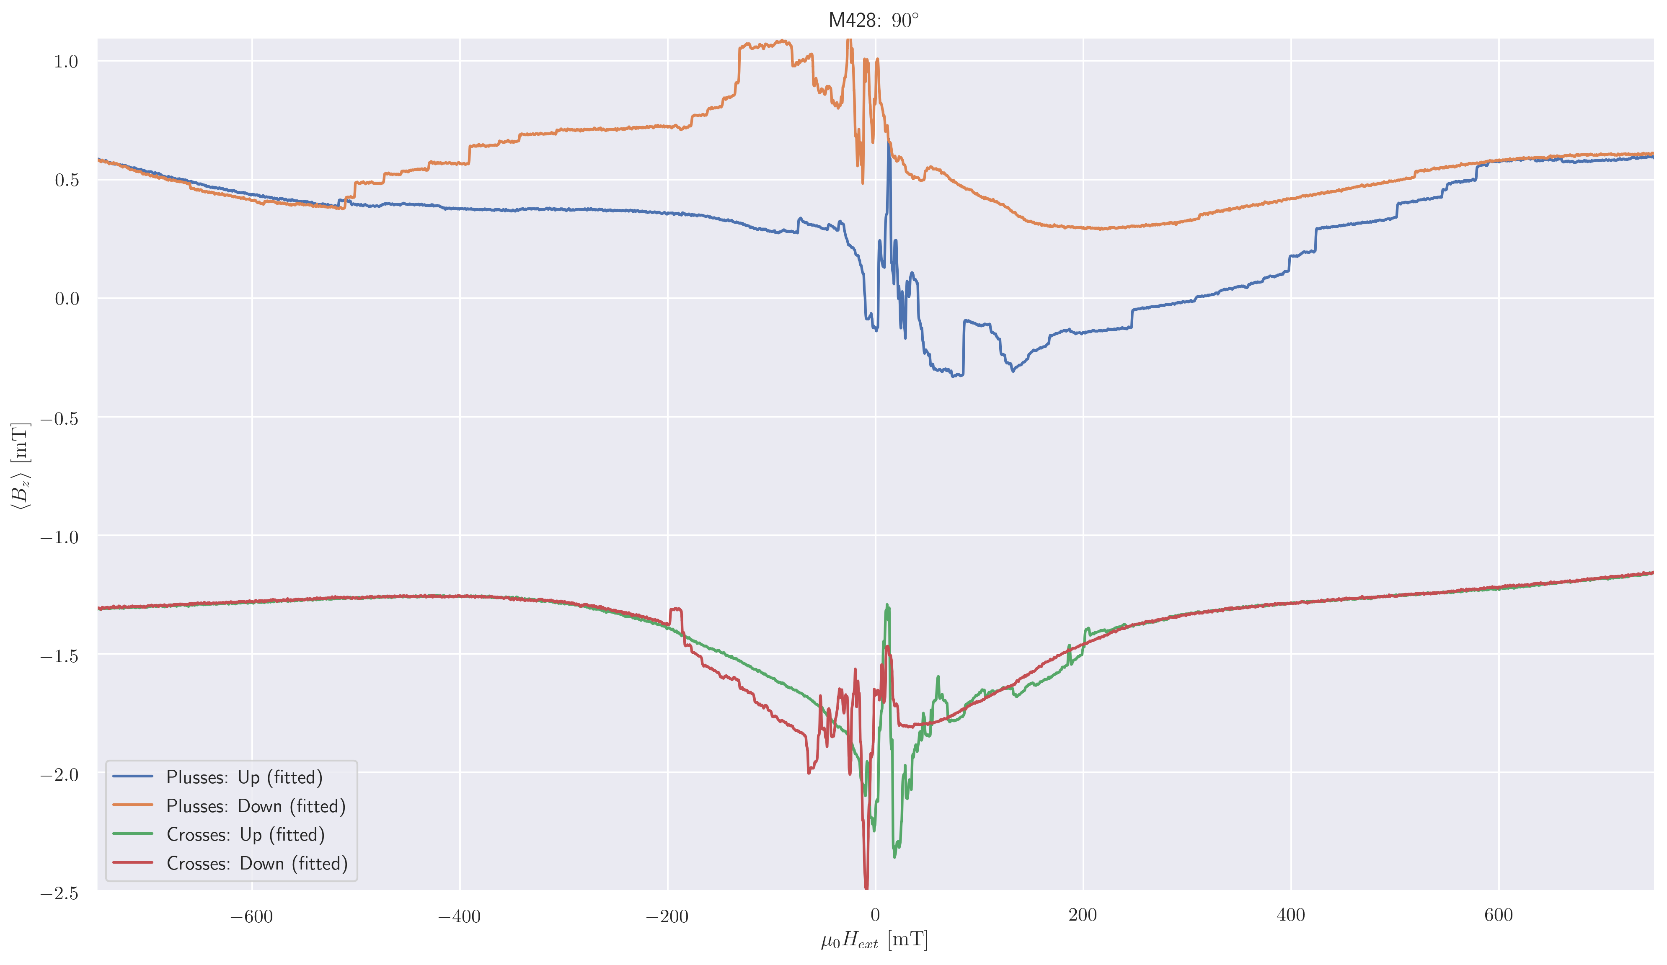 M428: 90°
1.0
0.5
0.0
−0.5
−1.0
−1.5
−2.0
−2.5
⟨B_z⟩ [mT]
Plusses: Up (fitted)
Plusses: Down (fitted)
Crosses: Up (fitted)
Crosses: Down (fitted)
−600 −400 −200 0 200 400 600
μ₀H_ext [mT]